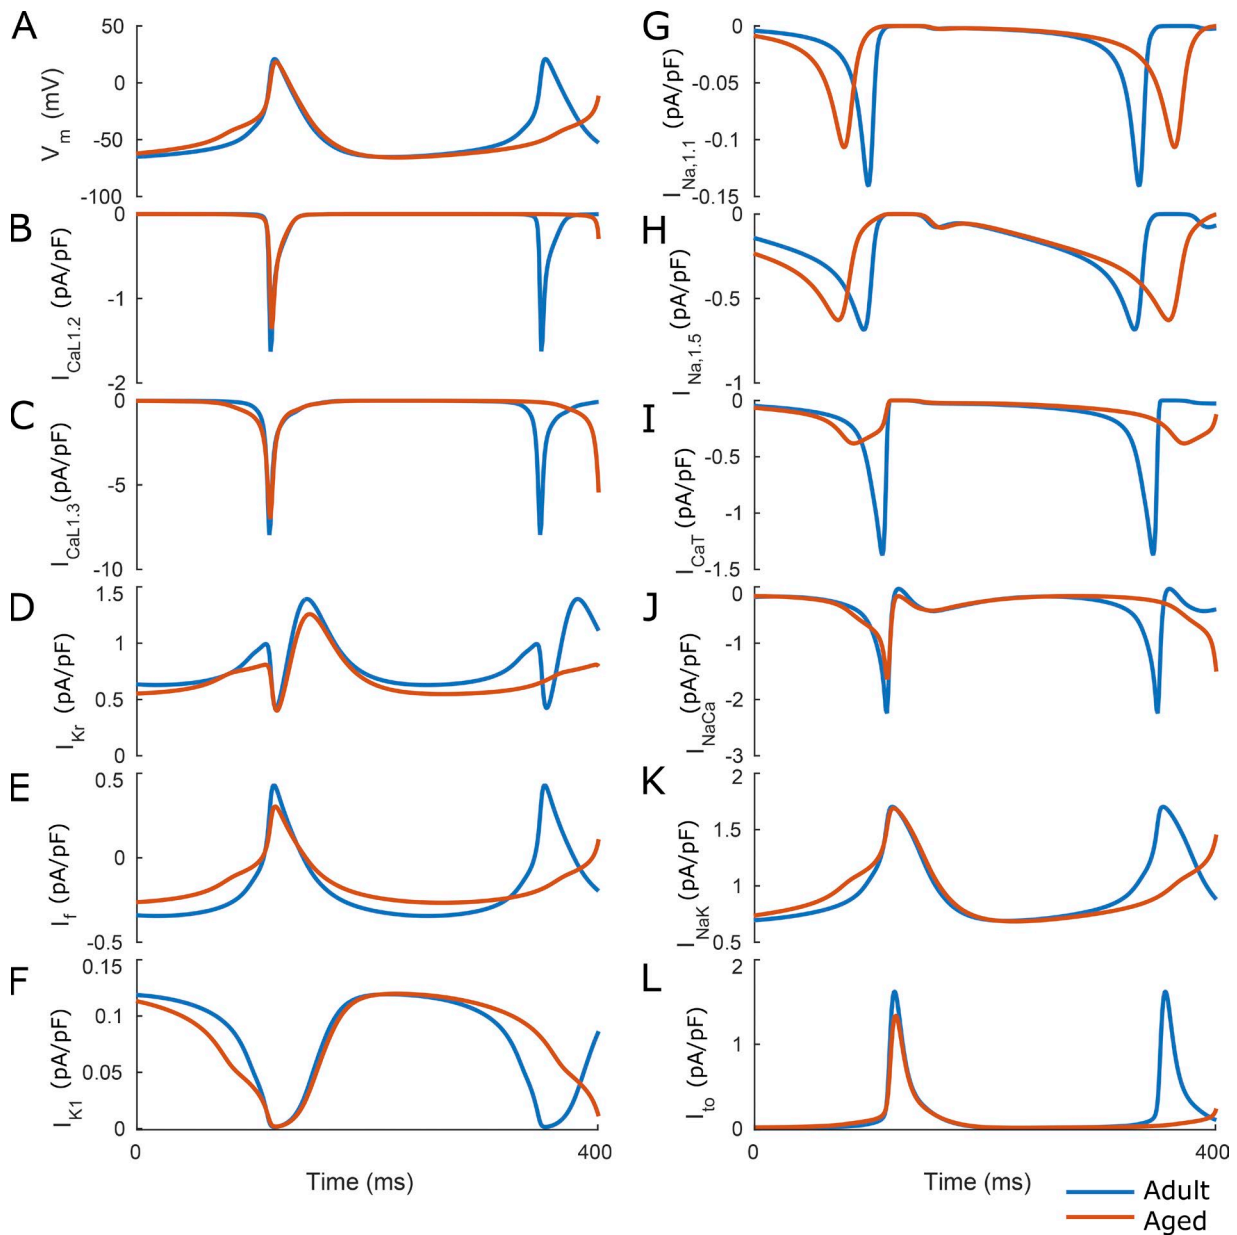 A
50
0
-50
-100
V_m (mV)
B
0
-1
-2
I_CaL1.2 (pA/pF)
C
0
-5
-10
I_CaL1.3 (pA/pF)
D
1.5
1
0.5
0
I_Kr (pA/pF)
E
0.5
0
-0.5
I_f (pA/pF)
F
0.15
0.1
0.05
0
I_K1 (pA/pF)
0
400
Time (ms)
G
0
-0.05
-0.1
-0.15
I_Na,1.1 (pA/pF)
H
0
-0.5
-1
I_Na,1.5 (pA/pF)
I
0
-0.5
-1
-1.5
I_CaT (pA/pF)
J
0
-1
-2
-3
I_NaCa (pA/pF)
K
2
1.5
1
0.5
I_NaK (pA/pF)
L
2
1
0
I_to (pA/pF)
0
400
Time (ms)
Adult
Aged